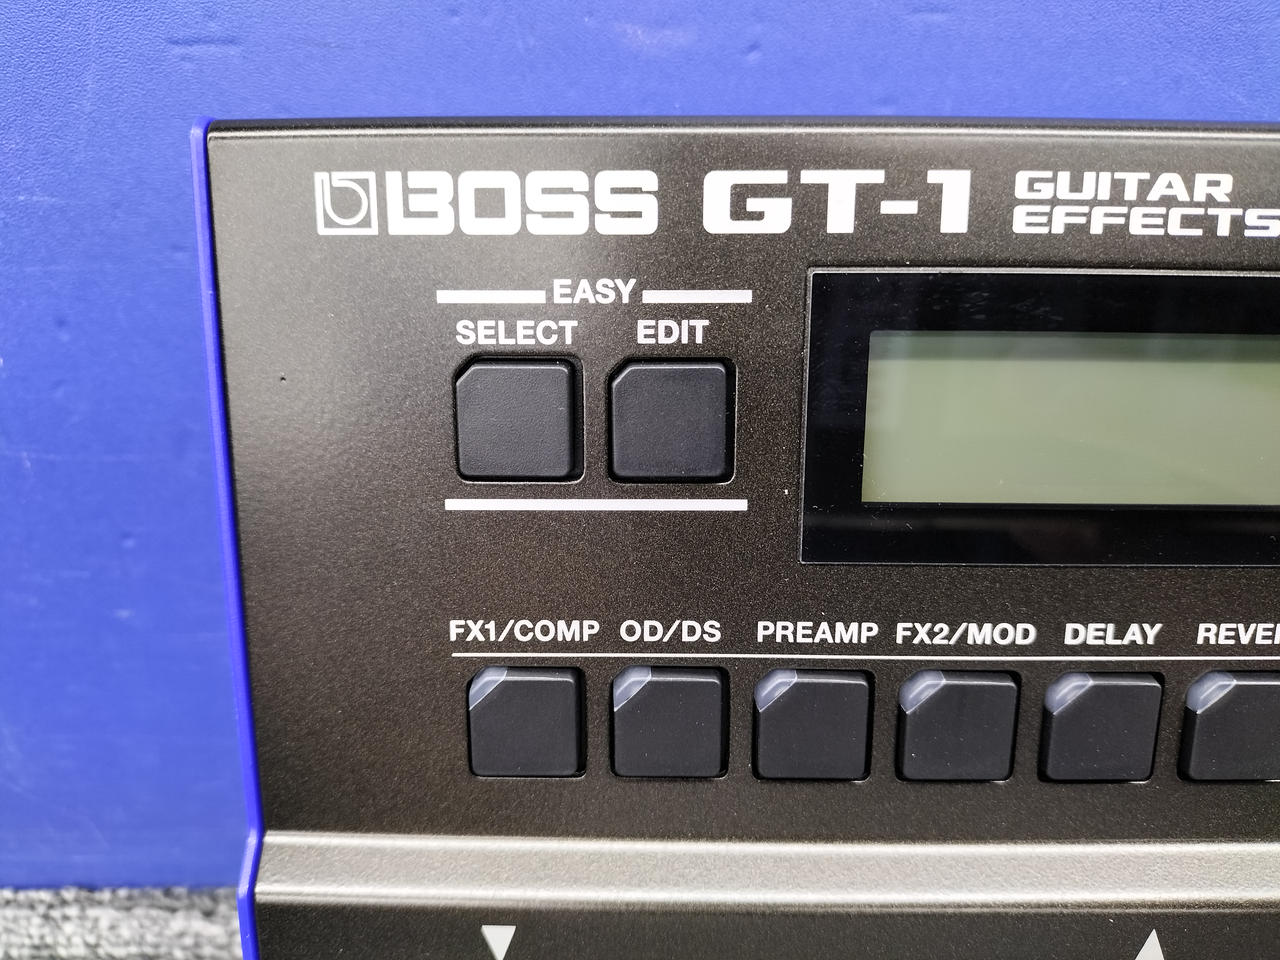 BOSS GT-1 GUITAR EFFECTS
EASY
SELECT EDIT
FX1/COMP OD/DS PREAMP FX2/MOD DELAY